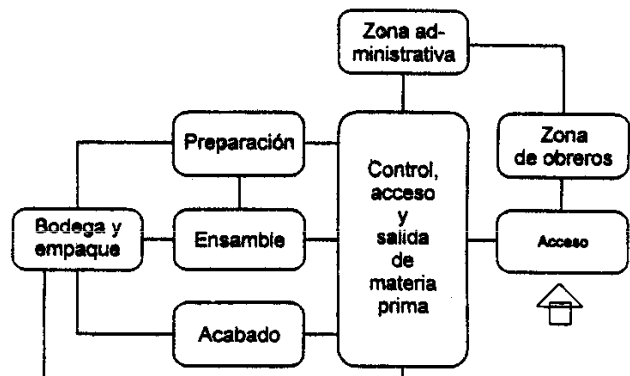 Zona ad-
ministrativa
Preparación
Zona
de obreros
Control,
acceso
y
salida
de
materia
prima
Bodega y
empaque
Ensamble
Acceso
Acabado